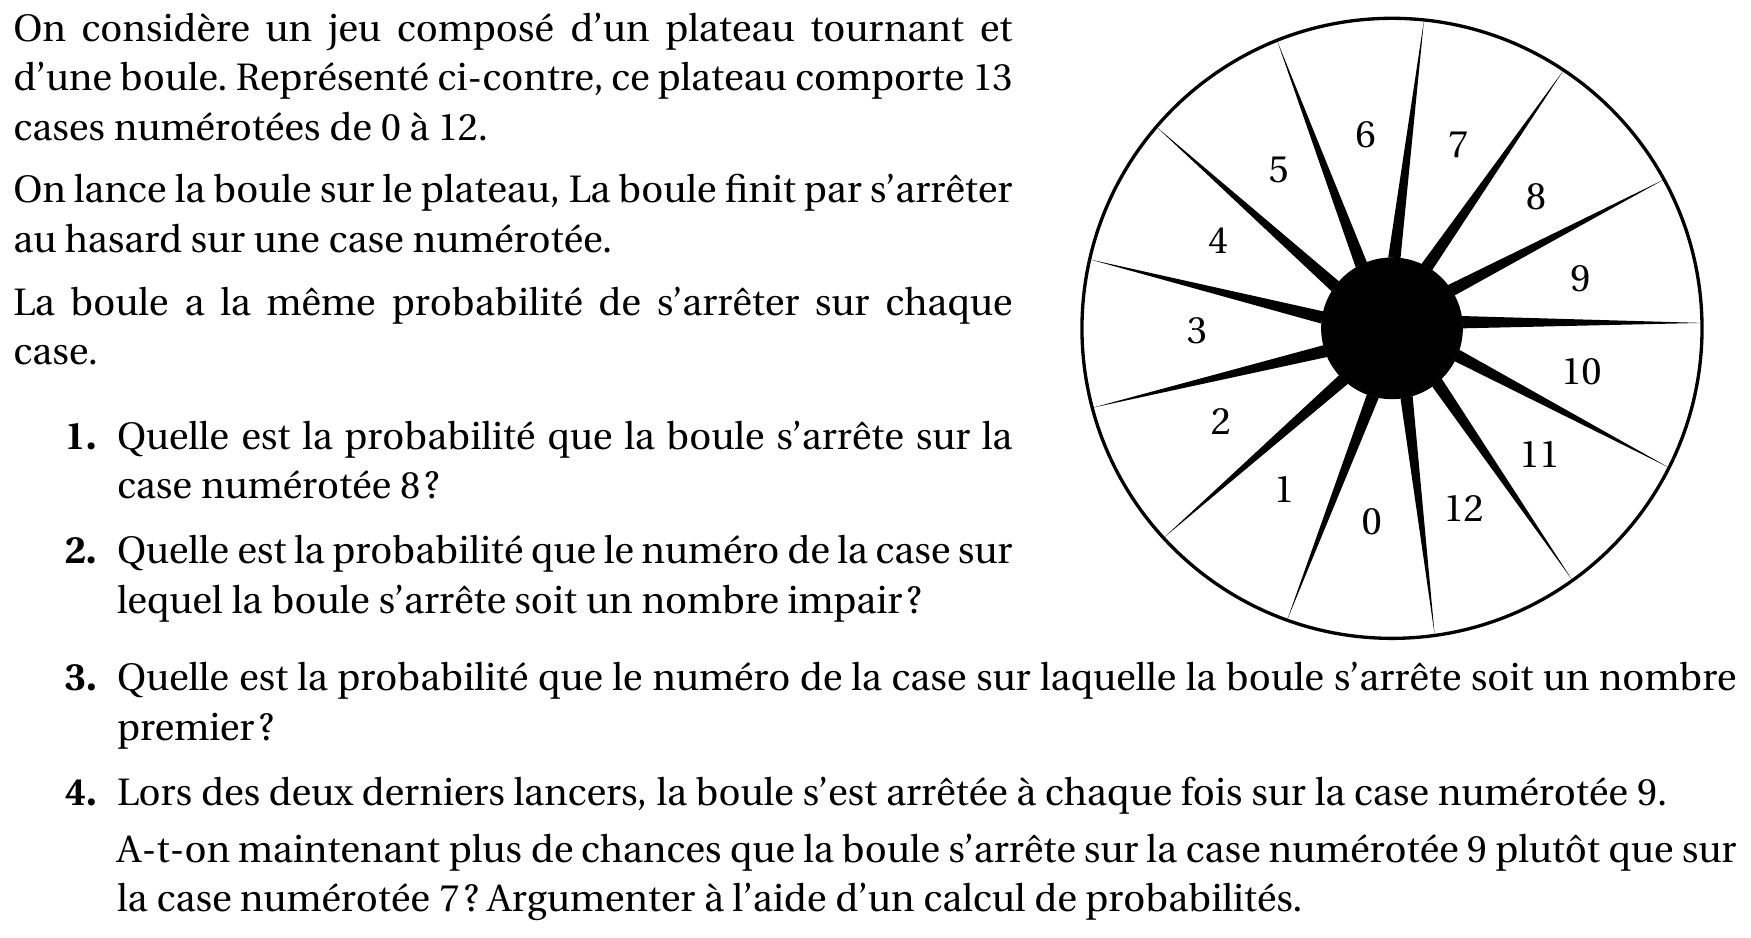 On considère un jeu composé d’un plateau tournant et
d’une boule. Représenté ci-contre, ce plateau comporte 13
cases numérotées de 0 à 12.
On lance la boule sur le plateau, La boule finit par s’arrêter
au hasard sur une case numérotée.
La boule a la même probabilité de s’arrêter sur chaque
case.
1. Quelle est la probabilité que la boule s’arrête sur la
case numérotée 8 ?
2. Quelle est la probabilité que le numéro de la case sur
lequel la boule s’arrête soit un nombre impair ?
3. Quelle est la probabilité que le numéro de la case sur laquelle la boule s’arrête soit un nombre
premier ?
4. Lors des deux derniers lancers, la boule s’est arrêtée à chaque fois sur la case numérotée 9.
A-t-on maintenant plus de chances que la boule s’arrête sur la case numérotée 9 plutôt que sur
la case numérotée 7 ? Argumenter à l’aide d’un calcul de probabilités.
0
1
2
3
4
5
6
7
8
9
10
11
12